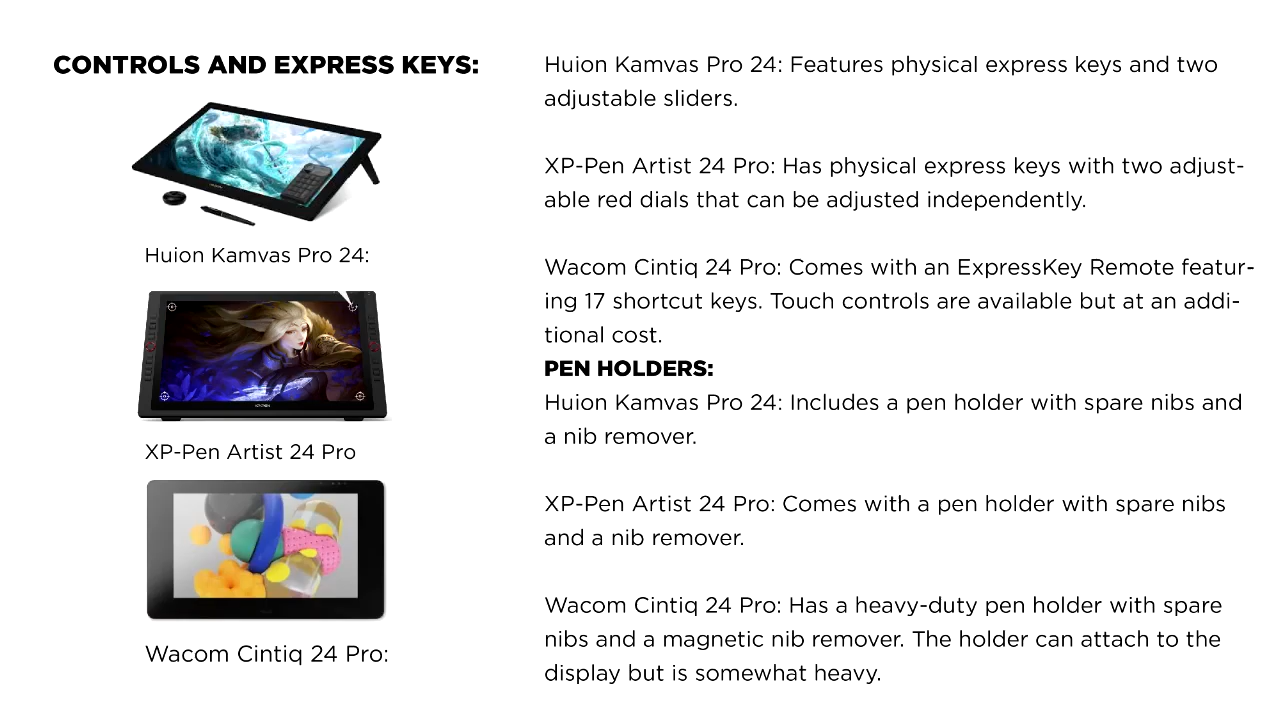 CONTROLS AND EXPRESS KEYS:
Huion Kamvas Pro 24:
XP-Pen Artist 24 Pro
Wacom Cintiq 24 Pro:
Huion Kamvas Pro 24: Features physical express keys and two
adjustable sliders.
XP-Pen Artist 24 Pro: Has physical express keys with two adjust-
able red dials that can be adjusted independently.
Wacom Cintiq 24 Pro: Comes with an ExpressKey Remote featur-
ing 17 shortcut keys. Touch controls are available but at an addi-
tional cost.
PEN HOLDERS:
Huion Kamvas Pro 24: Includes a pen holder with spare nibs and
a nib remover.
XP-Pen Artist 24 Pro: Comes with a pen holder with spare nibs
and a nib remover.
Wacom Cintiq 24 Pro: Has a heavy-duty pen holder with spare
nibs and a magnetic nib remover. The holder can attach to the
display but is somewhat heavy.